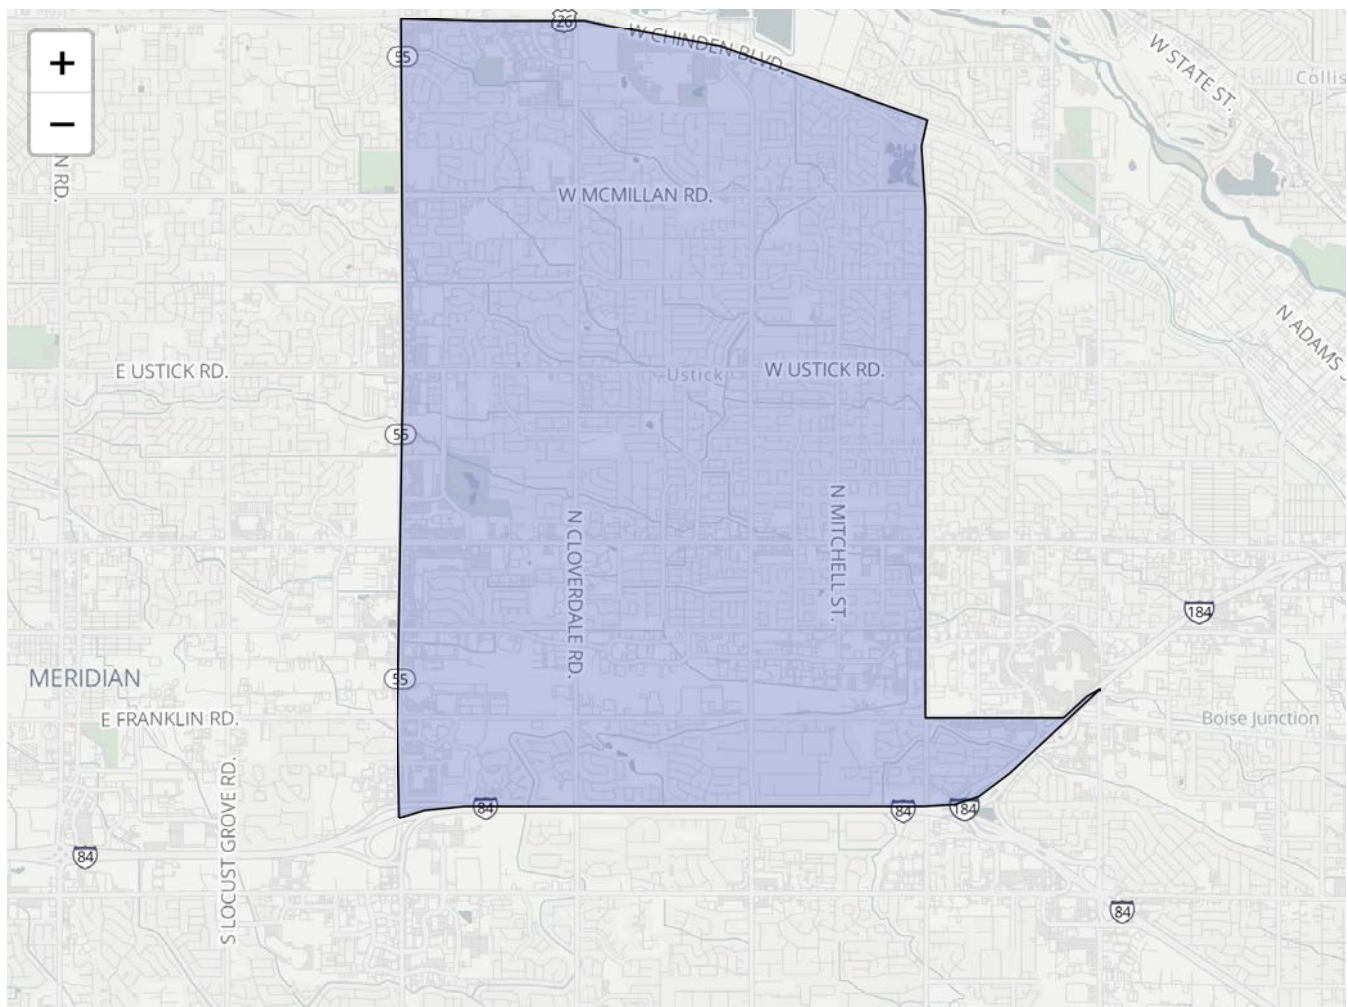 +
−
26
W CHINDEN BLVD.
55
W STATE ST.
Collis
N RD.
W MCMILLAN RD.
N ADAMS S
E USTICK RD.
Ustick
W USTICK RD.
55
N CLOVERDALE RD.
N MITCHELL ST.
184
MERIDIAN
55
E FRANKLIN RD.
Boise Junction
S LOCUST GROVE RD.
84
84
184
84
84